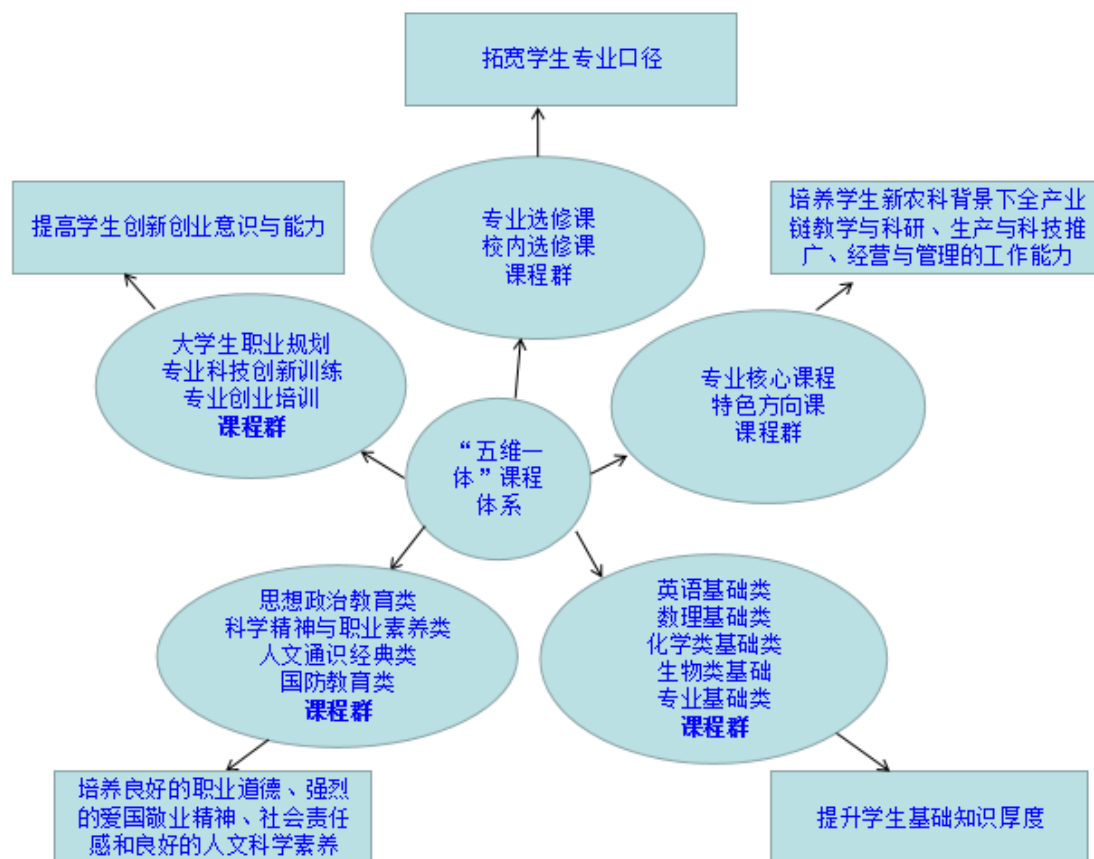 拓宽学生专业口径
专业选修课
校内选修课
课程群
提高学生创新创业意识与能力
培养学生新农科背景下全产业
链教学与科研、生产与科技推
广、经营与管理的工作能力
大学生职业规划
专业科技创新训练
专业创业培训
课程群
专业核心课程
特色方向课
课程群
“五维一
体”课程
体系
思想政治教育类
科学精神与职业素养类
人文通识经典类
国防教育类
课程群
英语基础类
数理基础类
化学类基础类
生物类基础
专业基础类
课程群
培养良好的职业道德、强烈
的爱国敬业精神、社会责任
感和良好的人文科学素养
提升学生基础知识厚度